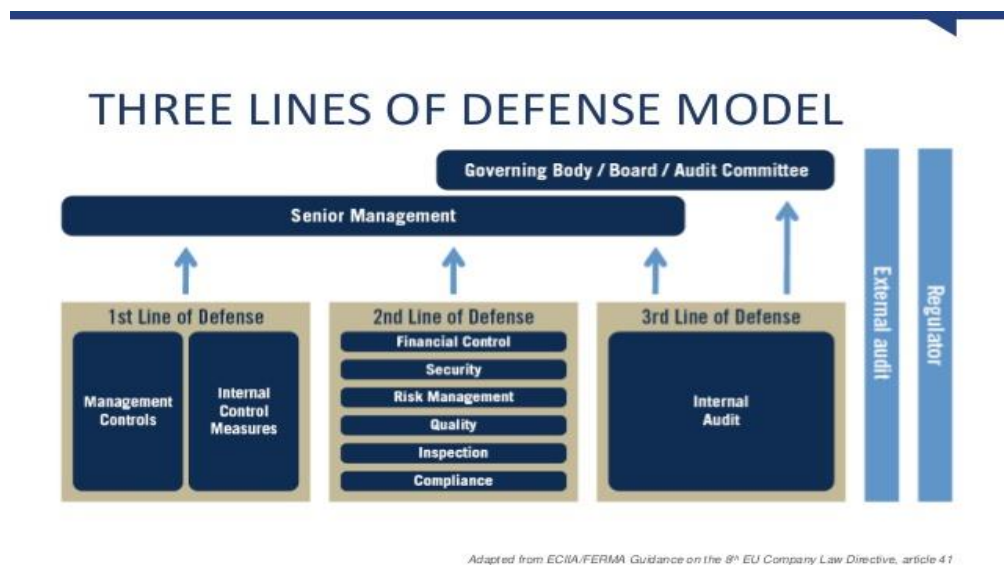 THREE LINES OF DEFENSE MODEL
Governing Body / Board / Audit Committee
Senior Management
1st Line of Defense
Management
Controls
Internal
Control
Measures
2nd Line of Defense
Financial Control
Security
Risk Management
Quality
Inspection
Compliance
3rd Line of Defense
Internal
Audit
External audit
Regulator
Adapted from ECIIA/FERMA Guidance on the 8th EU Company Law Directive, article 41